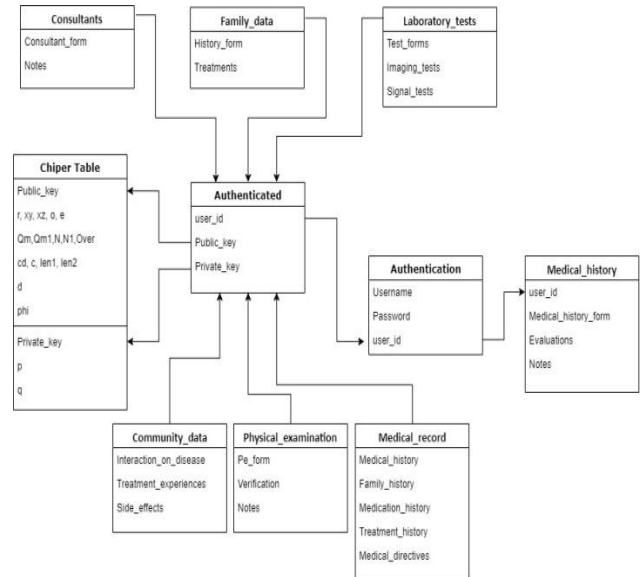 Consultants
Consultant_form
Notes
Family_data
History_form
Treatments
Laboratory_tests
Test_forms
Imaging_tests
Signal_tests
Chiper Table
Public_key
r, xy, xz, o, e
Qm,Qm1,N,N1,Over
cd, c, len1, len2
d
phi
Private_key
p
q
Authenticated
user_id
Public_key
Private_key
Authentication
Username
Password
user_id
Medical_history
user_id
Medical_history_form
Evaluations
Notes
Community_data
Interaction_on_disease
Treatment_experiences
Side_effects
Physical_examination
Pe_form
Verification
Notes
Medical_record
Medical_history
Family_history
Medication_history
Treatment_history
Medical_directives